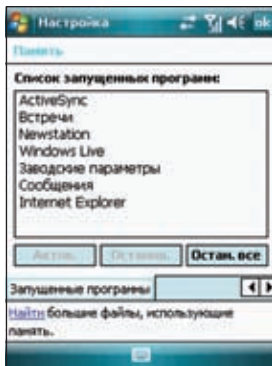 Настройка ok
Память
Список запущенных программ:
ActiveSync
Встречи
Newstation
Windows Live
Заводские параметры
Сообщения
Internet Explorer
Актив. Останов. Остан. все
Запущенные программы
Найти большие файлы, использующие
память.